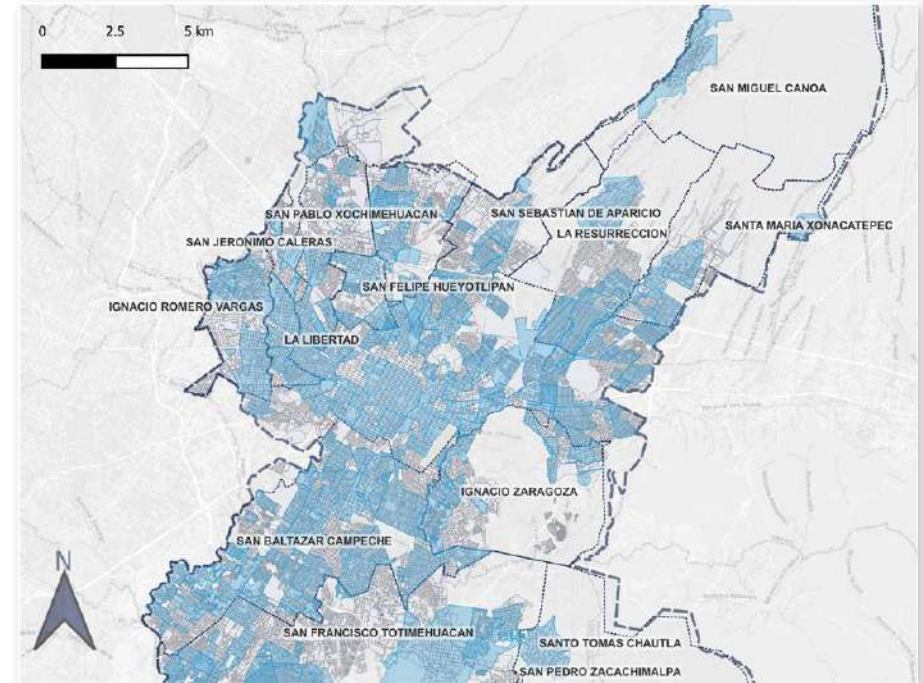 0 2.5 5 km
SAN MIGUEL CANOA
SAN PABLO XOCHIMEHUACAN
SAN SEBASTIAN DE APARICIO
SANTA MARIA XONACATEPEC
LA RESURRECCION
SAN JERONIMO CALERAS
SAN FELIPE HUEYOTLIPAN
IGNACIO ROMERO VARGAS
LA LIBERTAD
IGNACIO ZARAGOZA
SAN BALTAZAR CAMPECHE
N
SAN FRANCISCO TOTIMEHUACAN
SANTO TOMAS CHAUTLA
SAN PEDRO ZACACHIMALPA